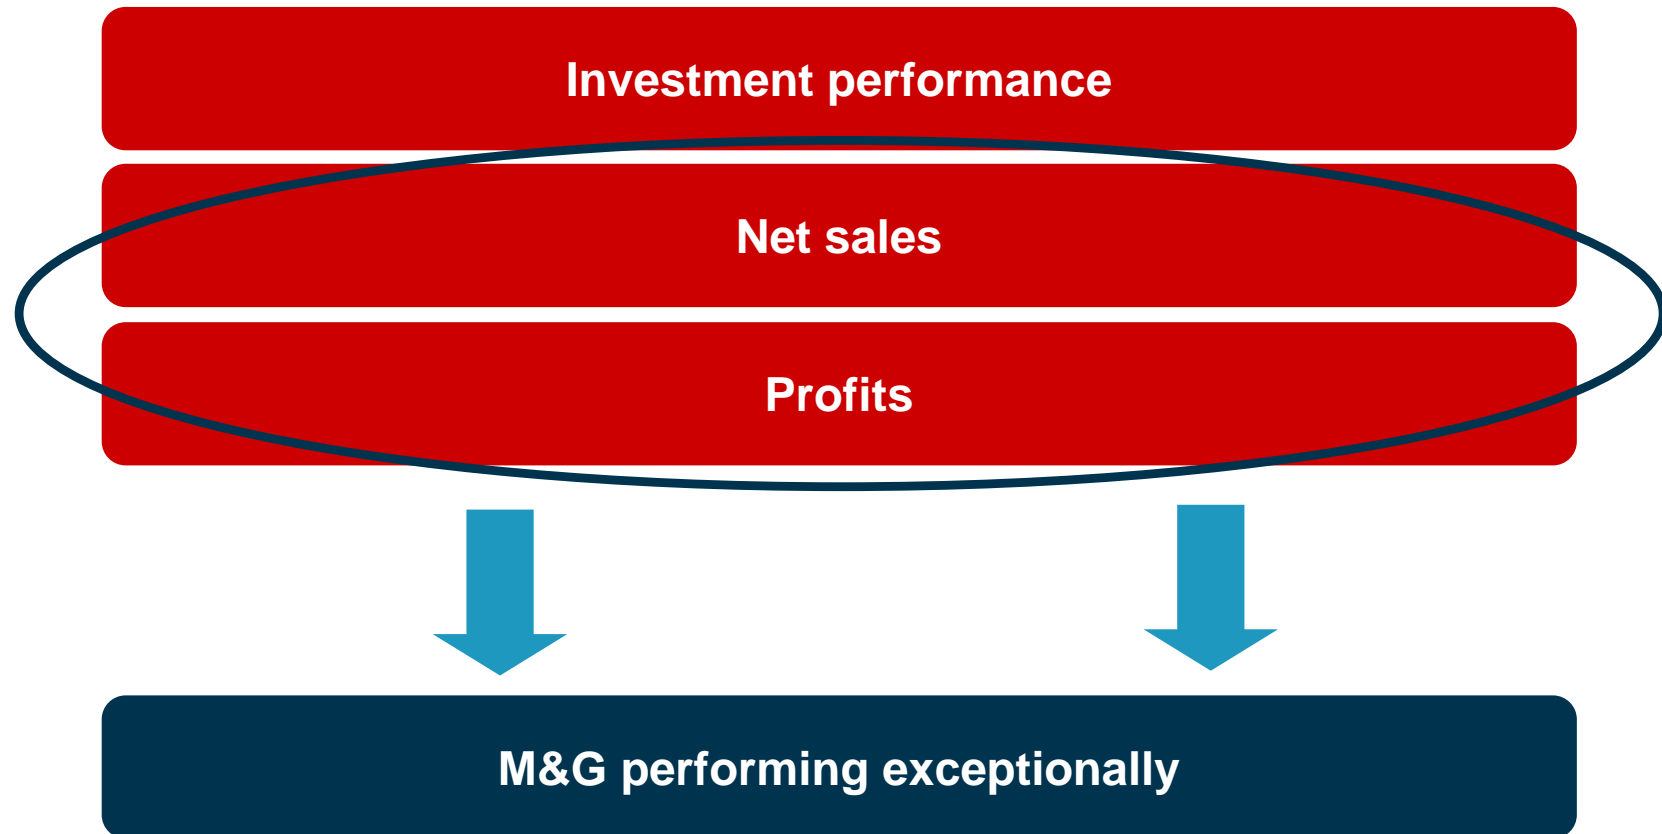 Investment performance
Net sales
Profits
M&G performing exceptionally